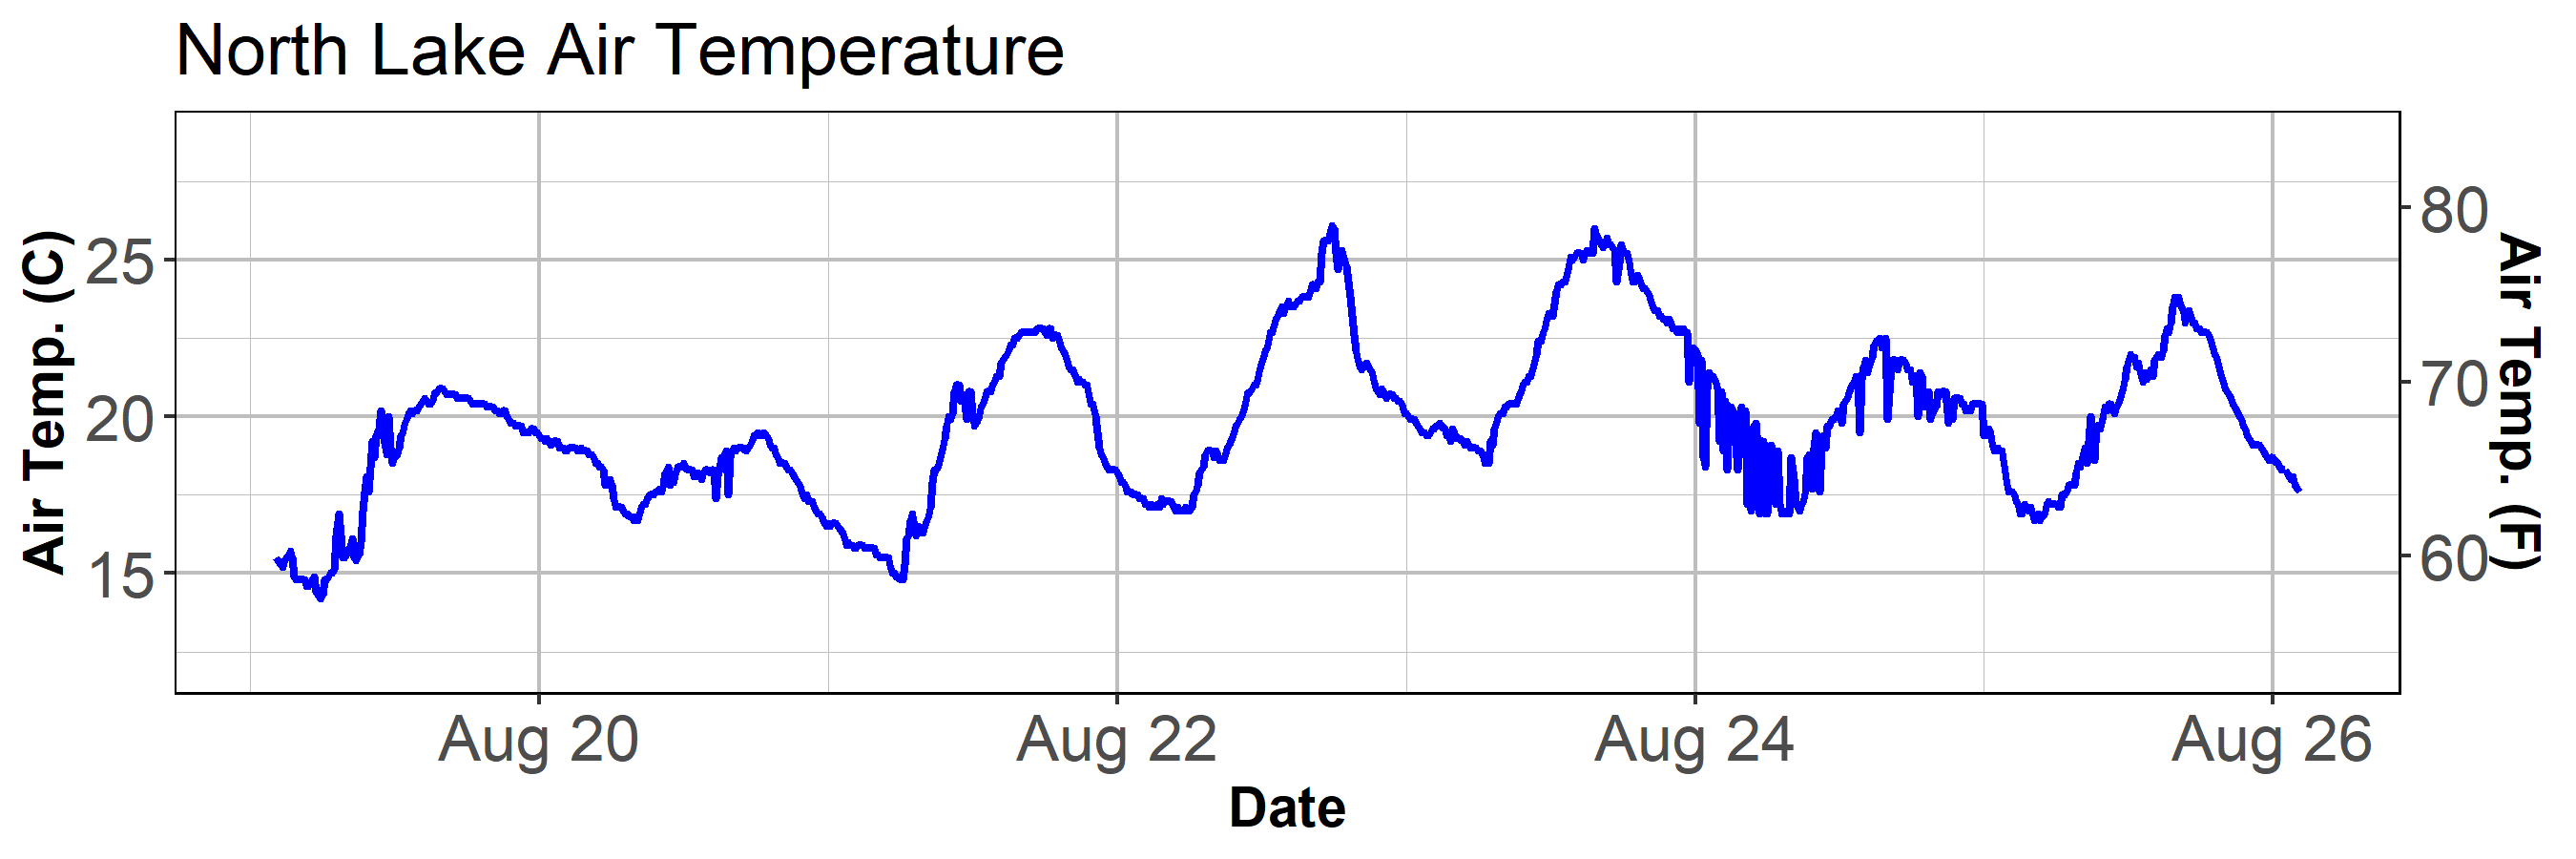 North Lake Air Temperature
Air Temp. (C)
25
20
15
80
70
60
Air Temp. (F)
Aug 20 Aug 22 Aug 24 Aug 26
Date